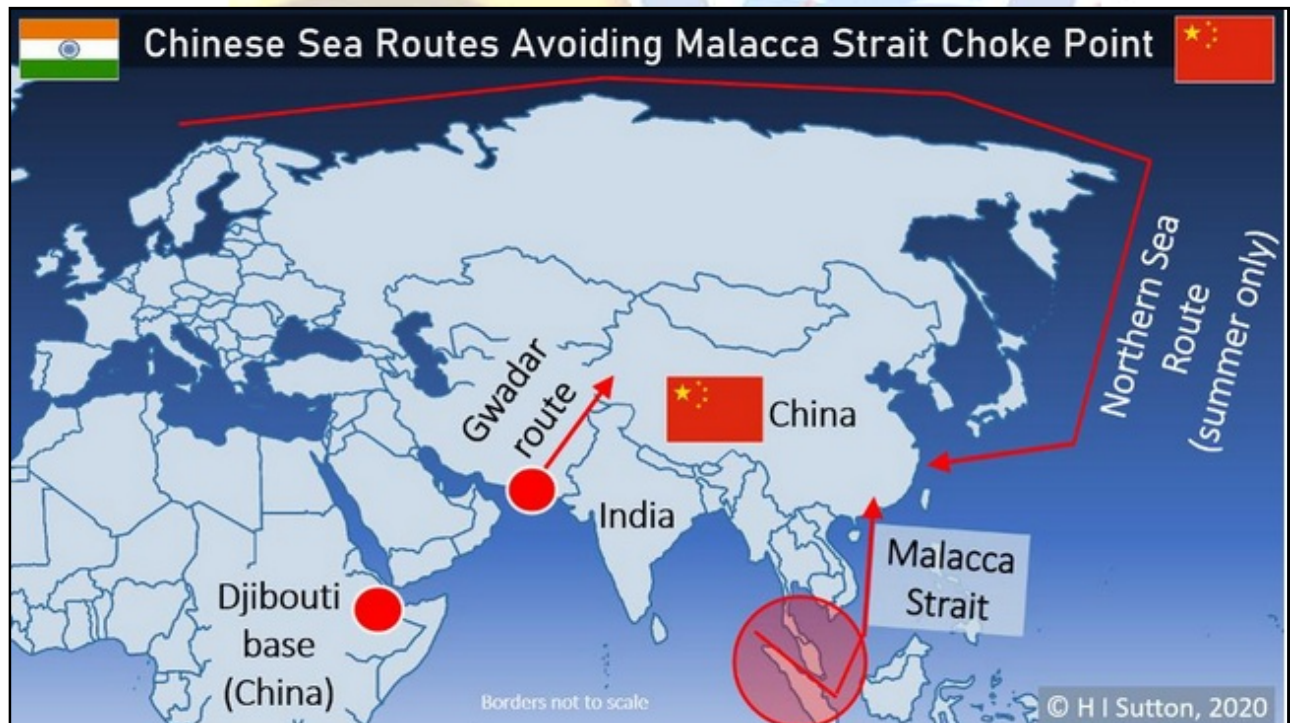 Chinese Sea Routes Avoiding Malacca Strait Choke Point
Northern Sea
Route
(summer only)
Gwadar
route
China
India
Malacca
Strait
Djibouti
base
(China)
Borders not to scale
© H I Sutton, 2020